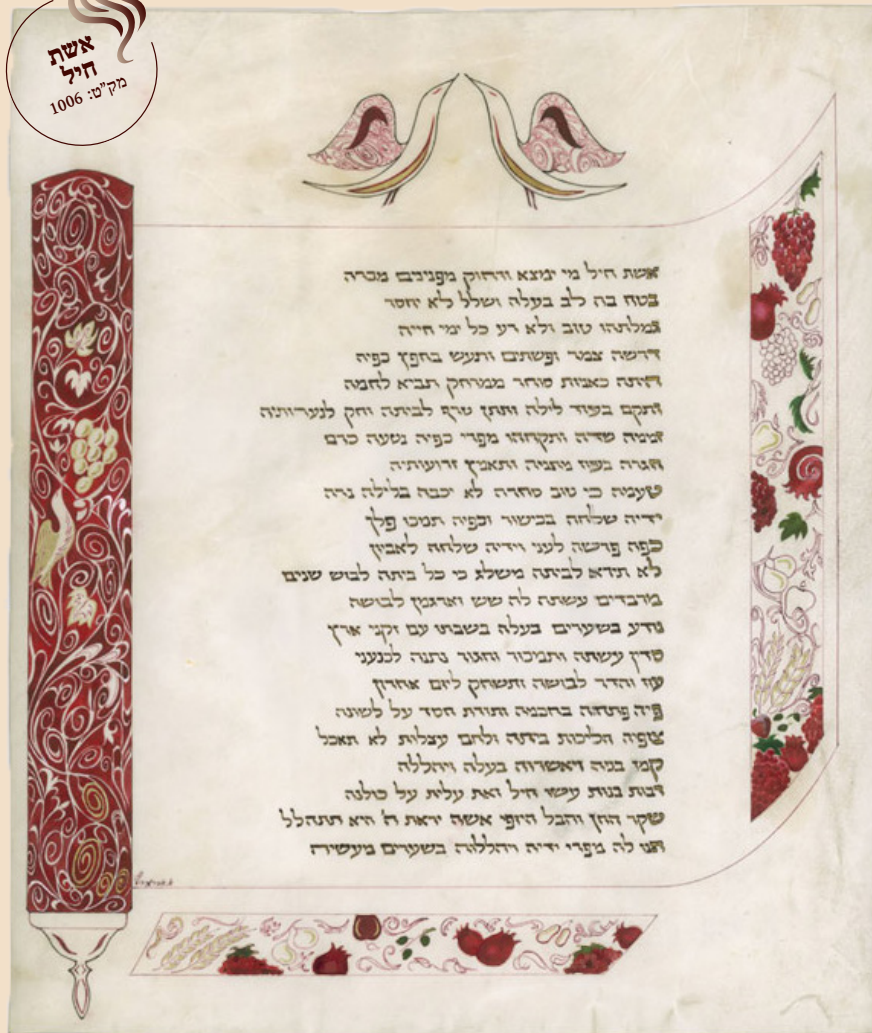 אשת
חיל
מק"ט: 1006
אשת חיל מי ימצא ורחוק מפנינים מכרה
בטח בה לב בעלה ושלל לא יחסר
גמלתהו טוב ולא רע כל ימי חייה
דרשה צמר ופשתים ותעש בחפץ כפיה
היתה כאניות סוחר ממרחק תביא לחמה
ותקם בעוד לילה ותתן טרף לביתה וחק לנערותיה
זממה שדה ותקחהו מפרי כפיה נטעה כרם
חגרה בעוז מתניה ותאמץ זרועותיה
טעמה כי טוב סחרה לא יכבה בלילה נרה
ידיה שלחה בכישור וכפיה תמכו פלך
כפה פרשה לעני וידיה שלחה לאביון
לא תירא לביתה משלג כי כל ביתה לבוש שנים
מרבדים עשתה לה שש וארגמן לבושה
נודע בשערים בעלה בשבתו עם זקני ארץ
סדין עשתה ותמכור וחגור נתנה לכנעני
עז והדר לבושה ותשחק ליום אחרון
פיה פתחה בחכמה ותורת חסד על לשונה
צופיה הליכות ביתה ולחם עצלות לא תאכל
קמו בניה ויאשרוה בעלה ויהללה
רבות בנות עשו חיל ואת עלית על כולנה
שקר החן והבל היופי אשה יראת ה' היא תתהלל
תנו לה מפרי ידיה ויהללוה בשערים מעשיה